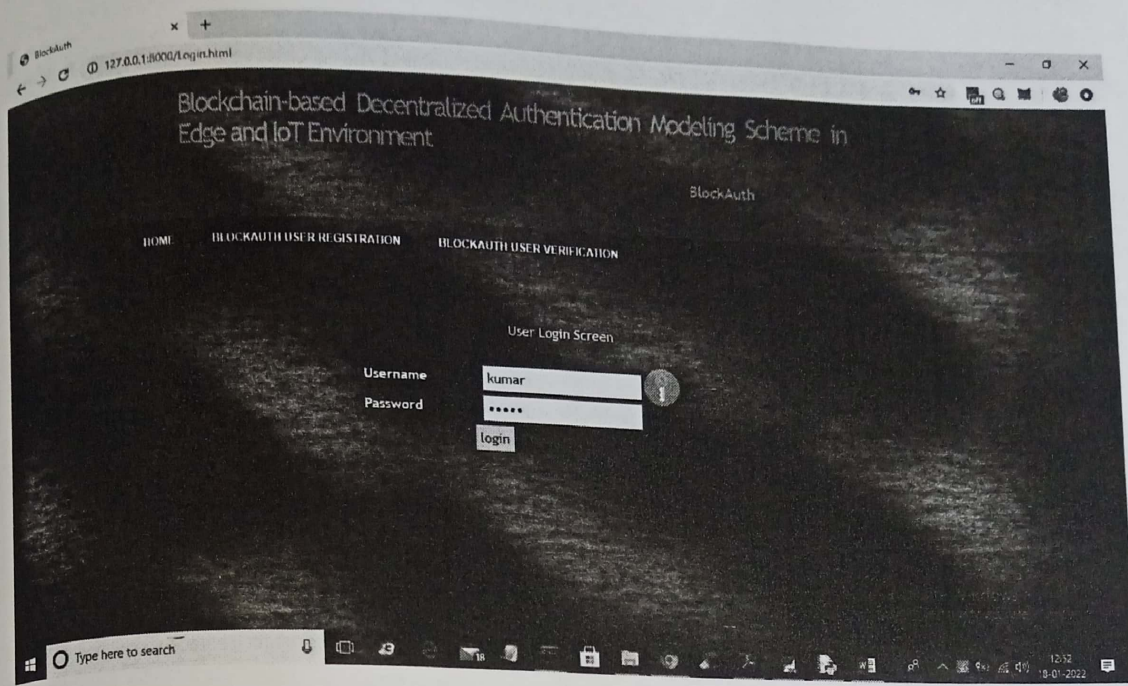 BlockAuth
127.0.0.1:8000/Login.html
Blockchain-based Decentralized Authentication Modeling Scheme in
Edge and IoT Environment
BlockAuth
HOME BLOCKAUTH USER REGISTRATION BLOCKAUTH USER VERIFICATION
User Login Screen
Username kumar
Password •••••
login
Type here to search
18
12:52
18-01-2022